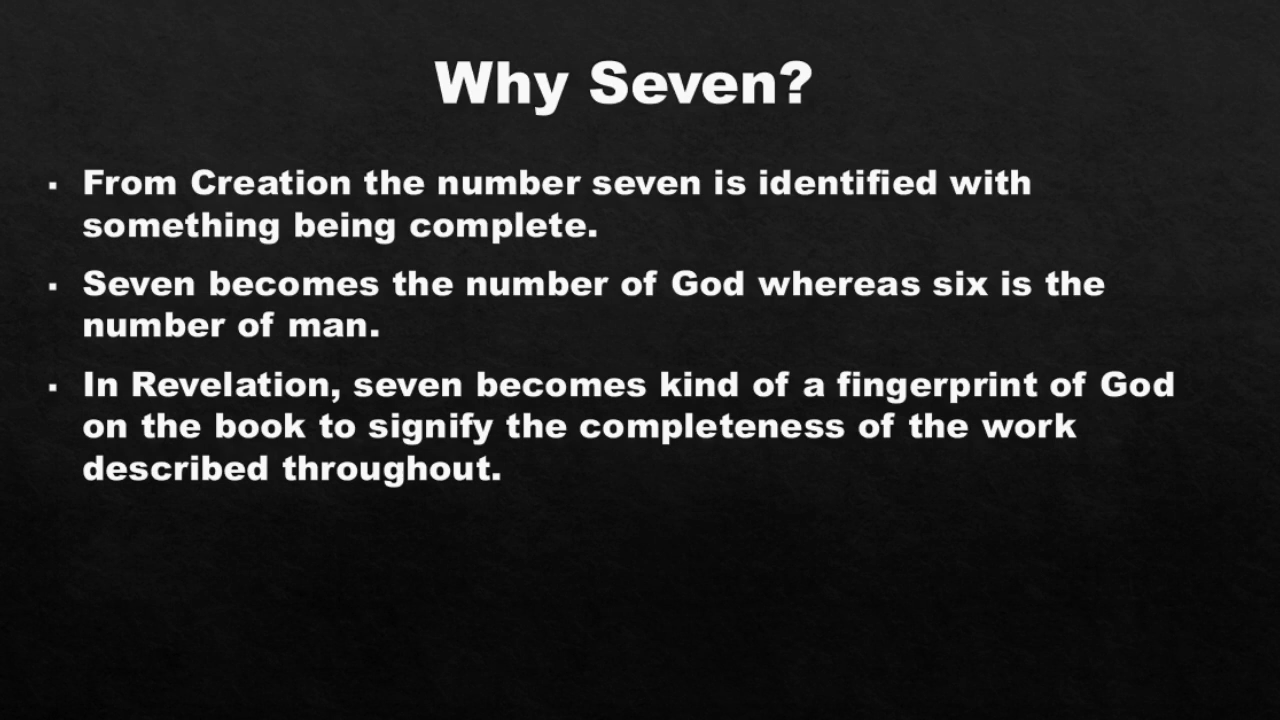 Why Seven?
▪ From Creation the number seven is identified with
something being complete.
▪ Seven becomes the number of God whereas six is the
number of man.
▪ In Revelation, seven becomes kind of a fingerprint of God
on the book to signify the completeness of the work
described throughout.